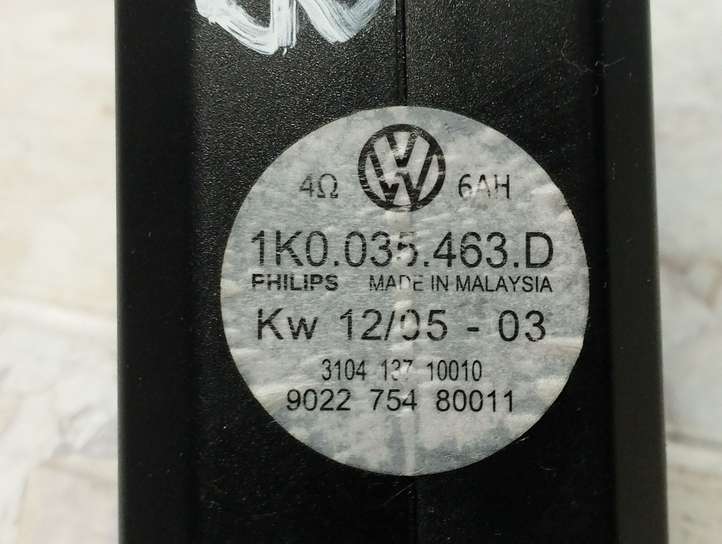 4Ω 6AH
1K0.035.463.D
PHILIPS MADE IN MALAYSIA
Kw 12/05 - 03
3104 137 10010
9022 754 80011